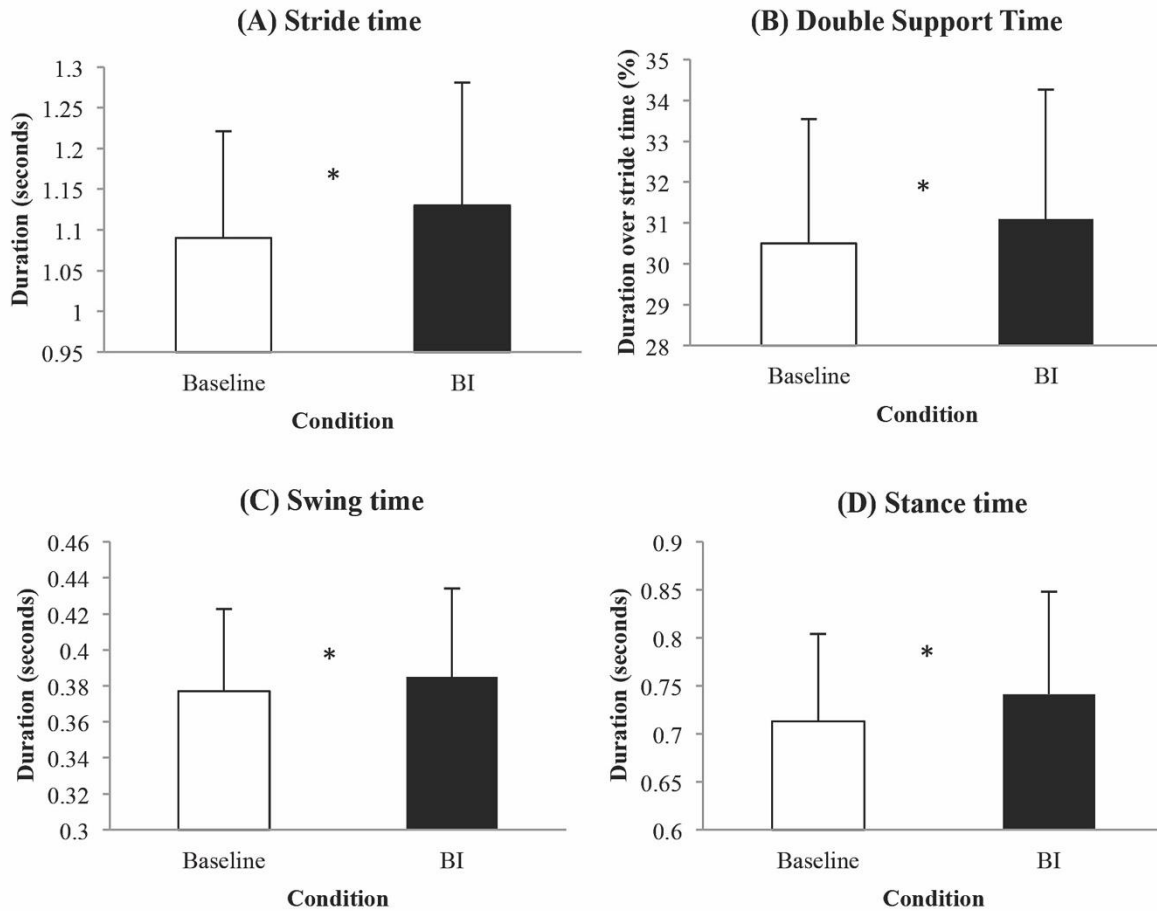 (A) Stride time
Duration (seconds)
1.3
1.25
1.2
1.15
1.1
1.05
1
0.95
*
Baseline BI
Condition
(B) Double Support Time
Duration over stride time (%)
35
34
33
32
31
30
29
28
*
Baseline BI
Condition
(C) Swing time
Duration (seconds)
0.46
0.44
0.42
0.4
0.38
0.36
0.34
0.32
0.3
*
Baseline BI
Condition
(D) Stance time
Duration (seconds)
0.9
0.85
0.8
0.75
0.7
0.65
0.6
*
Baseline BI
Condition